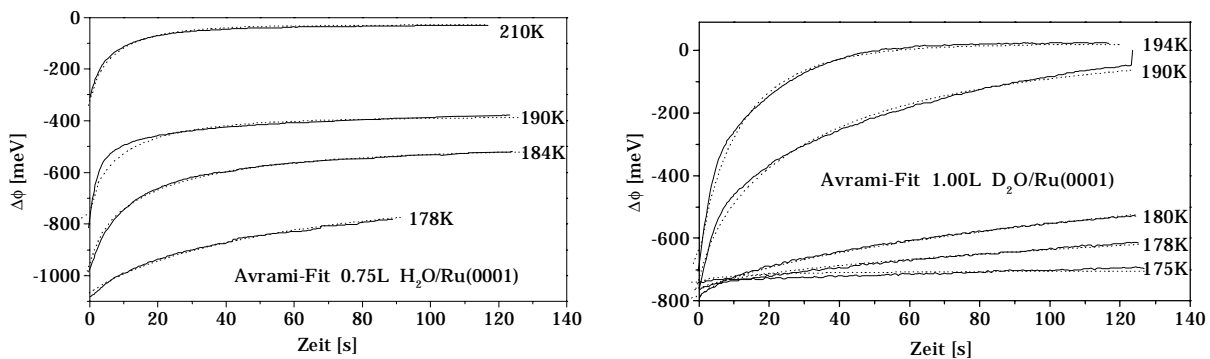 0
-200
-400
-600
-800
-1000
Δϕ [meV]
210K
190K
184K
178K
Avrami-Fit 0.75L H₂O/Ru(0001)
0 20 40 60 80 100 120 140
Zeit [s]
0
-200
-400
-600
-800
Δϕ [meV]
194K
190K
Avrami-Fit 1.00L D₂O/Ru(0001)
180K
178K
175K
0 20 40 60 80 100 120 140
Zeit [s]